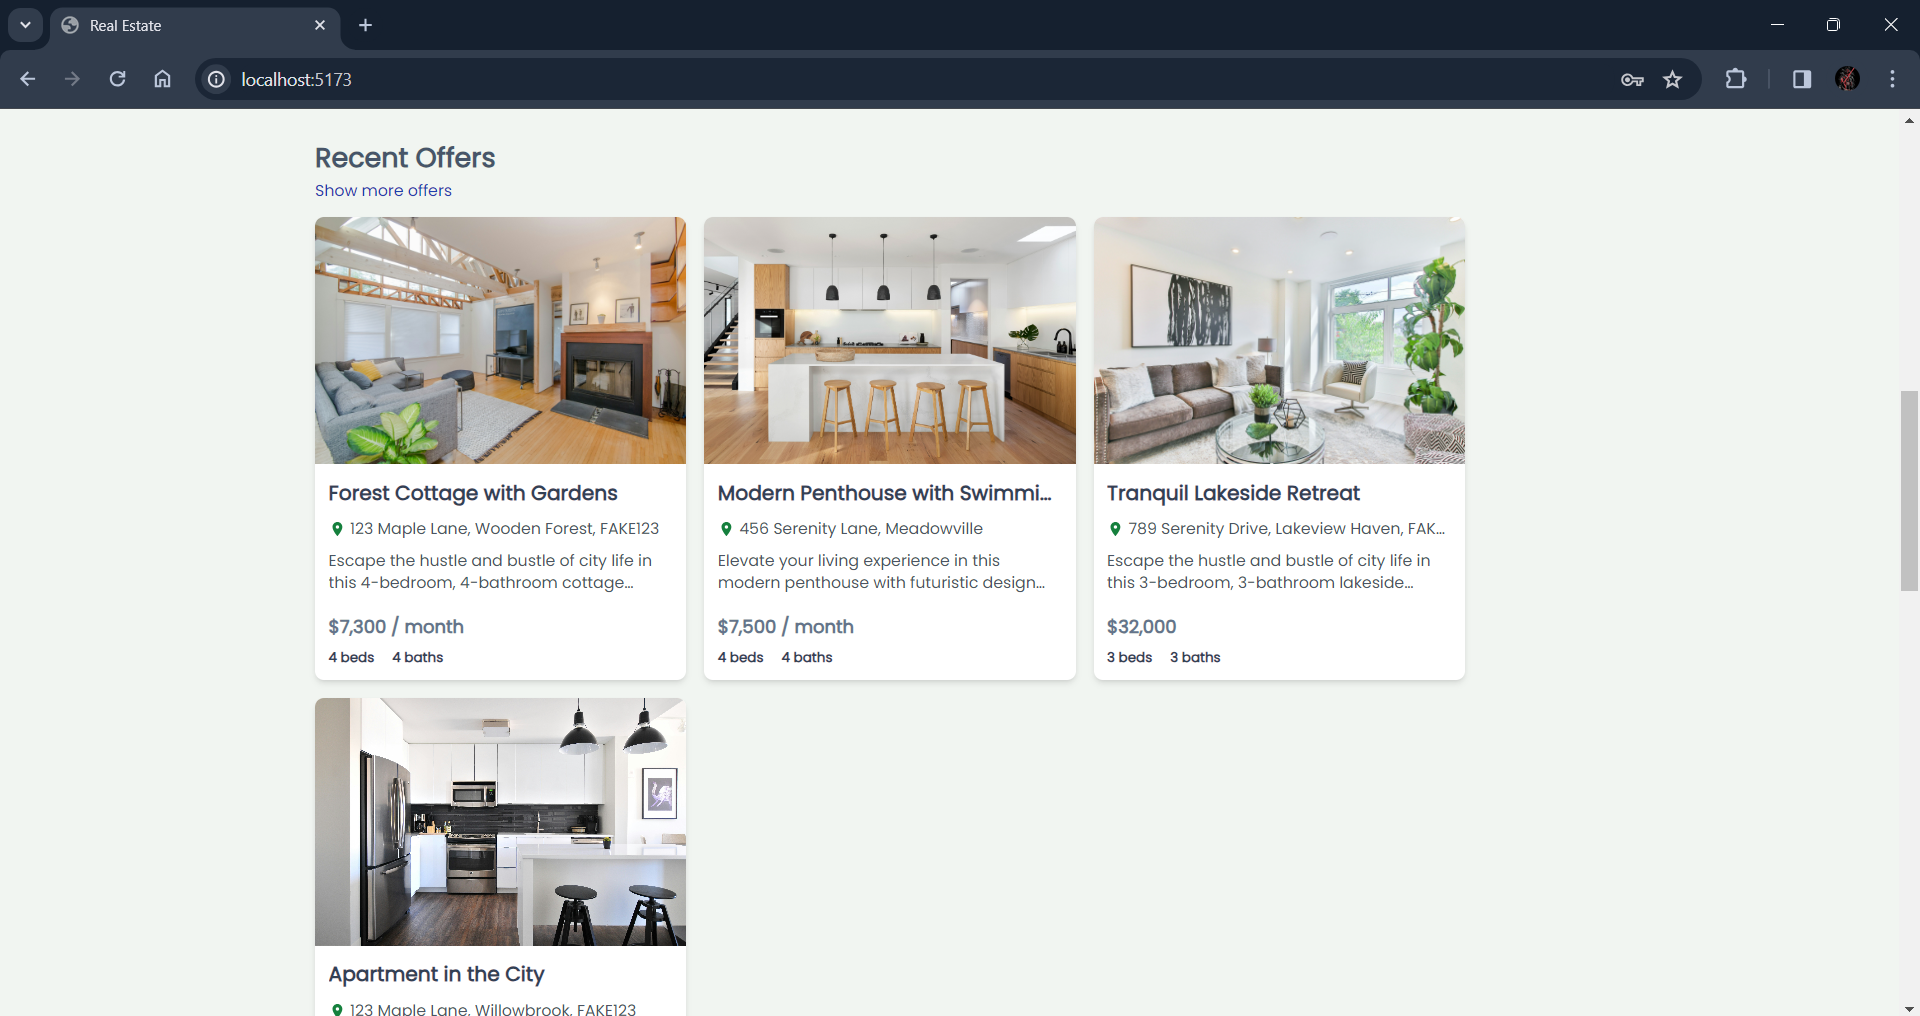 Real Estate
localhost:5173
Recent Offers
Show more offers
Forest Cottage with Gardens
123 Maple Lane, Wooden Forest, FAKE123
Escape the hustle and bustle of city life in
this 4-bedroom, 4-bathroom cottage...
$7,300 / month
4 beds 4 baths
Modern Penthouse with Swimmi...
456 Serenity Lane, Meadowville
Elevate your living experience in this
modern penthouse with futuristic design...
$7,500 / month
4 beds 4 baths
Tranquil Lakeside Retreat
789 Serenity Drive, Lakeview Haven, FAK...
Escape the hustle and bustle of city life in
this 3-bedroom, 3-bathroom lakeside...
$32,000
3 beds 3 baths
Apartment in the City
123 Maple Lane, Willowbrook, FAKE123